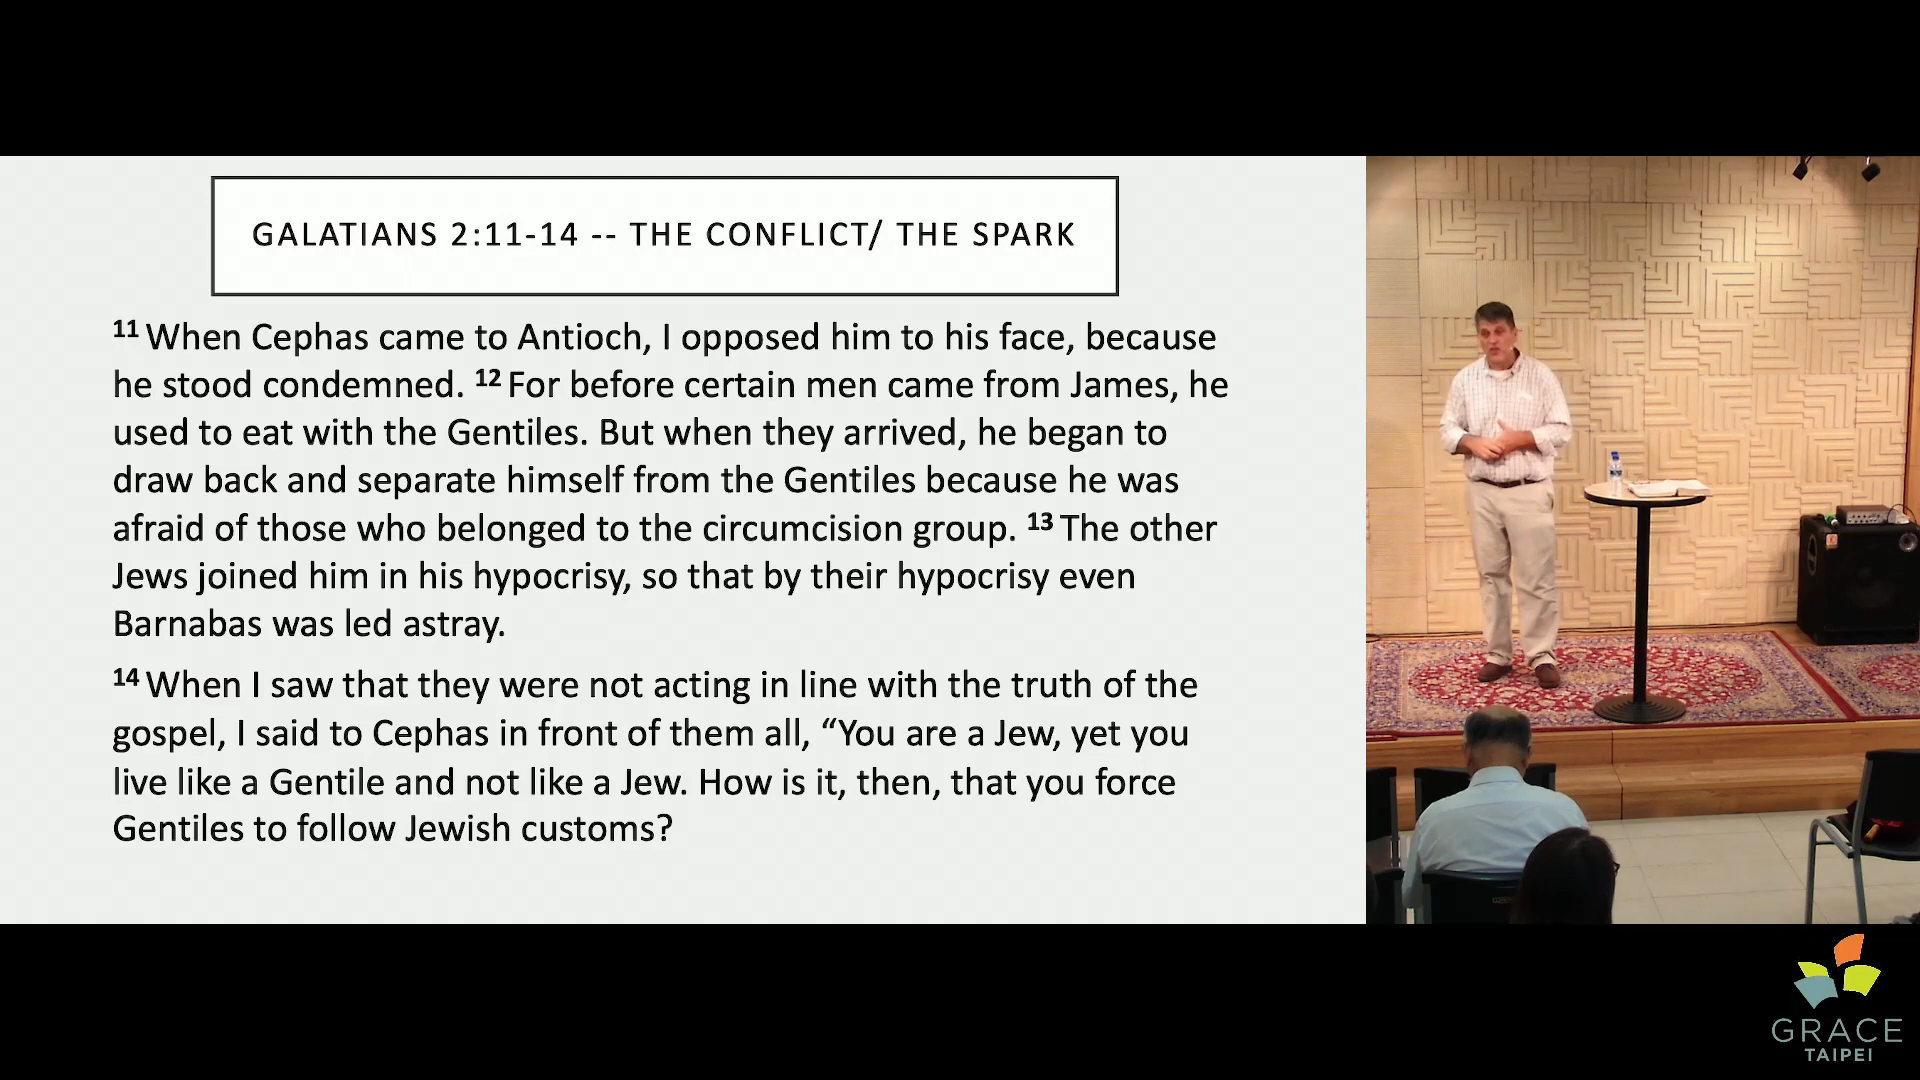 GALATIANS 2:11-14 -- THE CONFLICT/ THE SPARK
11 When Cephas came to Antioch, I opposed him to his face, because
he stood condemned. 12 For before certain men came from James, he
used to eat with the Gentiles. But when they arrived, he began to
draw back and separate himself from the Gentiles because he was
afraid of those who belonged to the circumcision group. 13 The other
Jews joined him in his hypocrisy, so that by their hypocrisy even
Barnabas was led astray.
14 When I saw that they were not acting in line with the truth of the
gospel, I said to Cephas in front of them all, “You are a Jew, yet you
live like a Gentile and not like a Jew. How is it, then, that you force
Gentiles to follow Jewish customs?
GRACE
TAIPEI